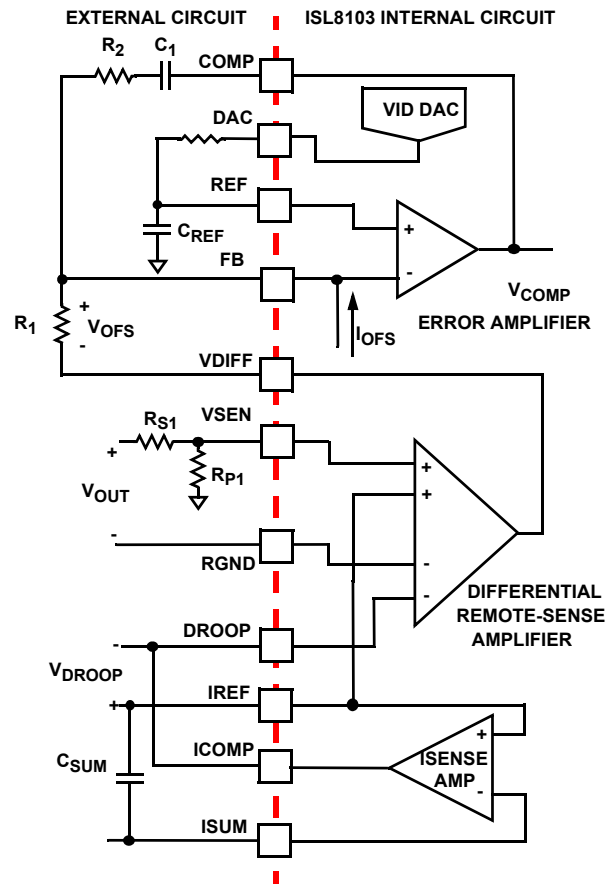 EXTERNAL CIRCUIT
ISL8103 INTERNAL CIRCUIT
R2
C1
COMP
VID DAC
DAC
REF
CREF
+
-
FB
VCOMP
ERROR AMPLIFIER
R1
+
VOFS
-
IOFS
VDIFF
RS1
VSEN
+
RP1
+
+
VOUT
-
RGND
-
-
DIFFERENTIAL
REMOTE-SENSE
AMPLIFIER
DROOP
-
VDROOP
+
IREF
+
ISENSE
AMP
-
CSUM
ICOMP
ISUM